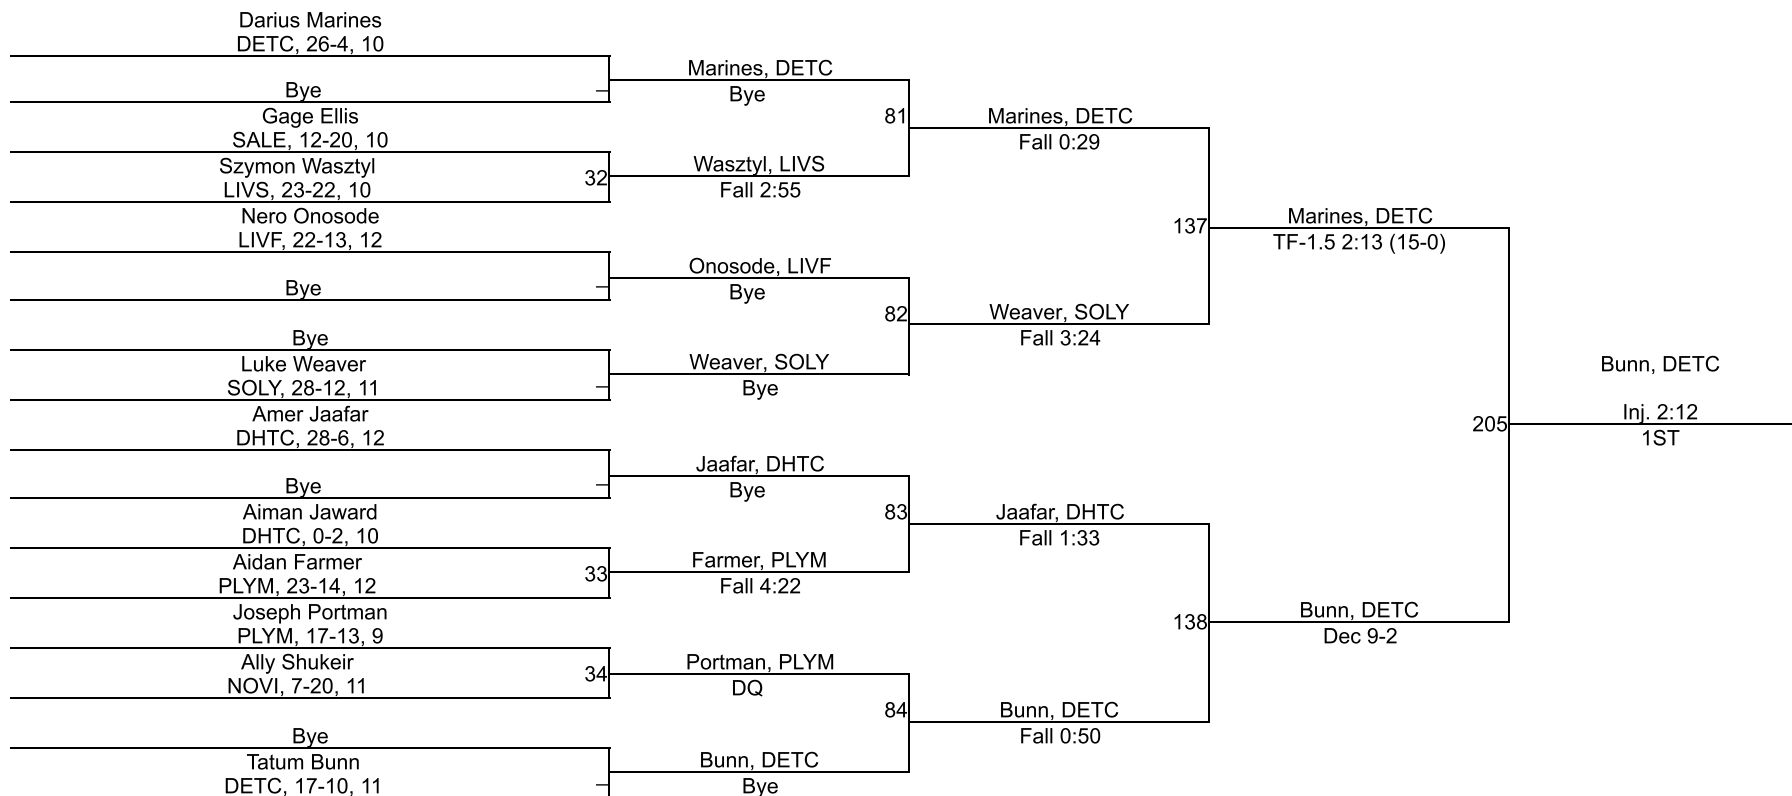 Darius Marines
DETC, 26-4, 10
Bye
Gage Ellis
SALE, 12-20, 10
Szymon Wasztyl
LIVS, 23-22, 10
Nero Onosode
LIVF, 22-13, 12
Bye
Bye
Luke Weaver
SOLY, 28-12, 11
Amer Jaafar
DHTC, 28-6, 12
Bye
Aiman Jaward
DHTC, 0-2, 10
Aidan Farmer
PLYM, 23-14, 12
Joseph Portman
PLYM, 17-13, 9
Ally Shukeir
NOVI, 7-20, 11
Bye
Tatum Bunn
DETC, 17-10, 11
Marines, DETC
Bye
32
Wasztyl, LIVS
Fall 2:55
Onosode, LIVF
Bye
Weaver, SOLY
Bye
Jaafar, DHTC
Bye
33
Farmer, PLYM
Fall 4:22
34
Portman, PLYM
DQ
Bunn, DETC
Bye
81
Marines, DETC
Fall 0:29
82
Weaver, SOLY
Fall 3:24
83
Jaafar, DHTC
Fall 1:33
84
Bunn, DETC
Fall 0:50
137
Marines, DETC
TF-1.5 2:13 (15-0)
138
Bunn, DETC
Dec 9-2
205
Bunn, DETC
Inj. 2:12
1ST